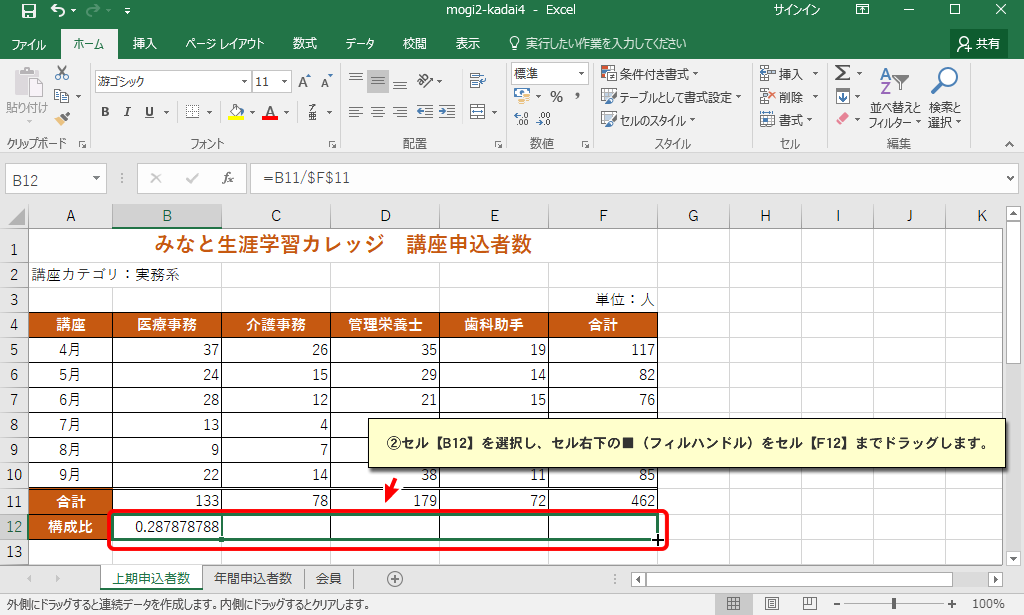 mogi2-kadai4 - Excel サインイン
ファイル ホーム 挿入 ページ レイアウト 数式 データ 校閲 表示 実行したい作業を入力してください 共有
游ゴシック 11 標準 条件付き書式 挿入 Σ
貼り付け B I U A % , テーブルとして書式設定 削除 並べ替えと フィルター 検索と 選択
セルのスタイル 書式
クリップボード フォント 配置 数値 スタイル セル 編集
B12 fx =B11/$F$11
A B C D E F G H I J K
1 みなと生涯学習カレッジ 講座申込者数
2 講座カテゴリ：実務系
3 単位：人
4 講座 医療事務 介護事務 管理栄養士 歯科助手 合計
5 4月 37 26 35 19 117
6 5月 24 15 29 14 82
7 6月 28 12 21 15 76
8 7月 13 4
②セル【B12】を選択し、セル右下の■（フィルハンドル）をセル【F12】までドラッグします。
9 8月 9 7
10 9月 22 14 38 11 85
11 合計 133 78 179 72 462
12 構成比 0.287878788
13
上期申込者数 年間申込者数 会員
外側にドラッグすると連続データを作成します。内側にドラッグするとクリアします。 100%